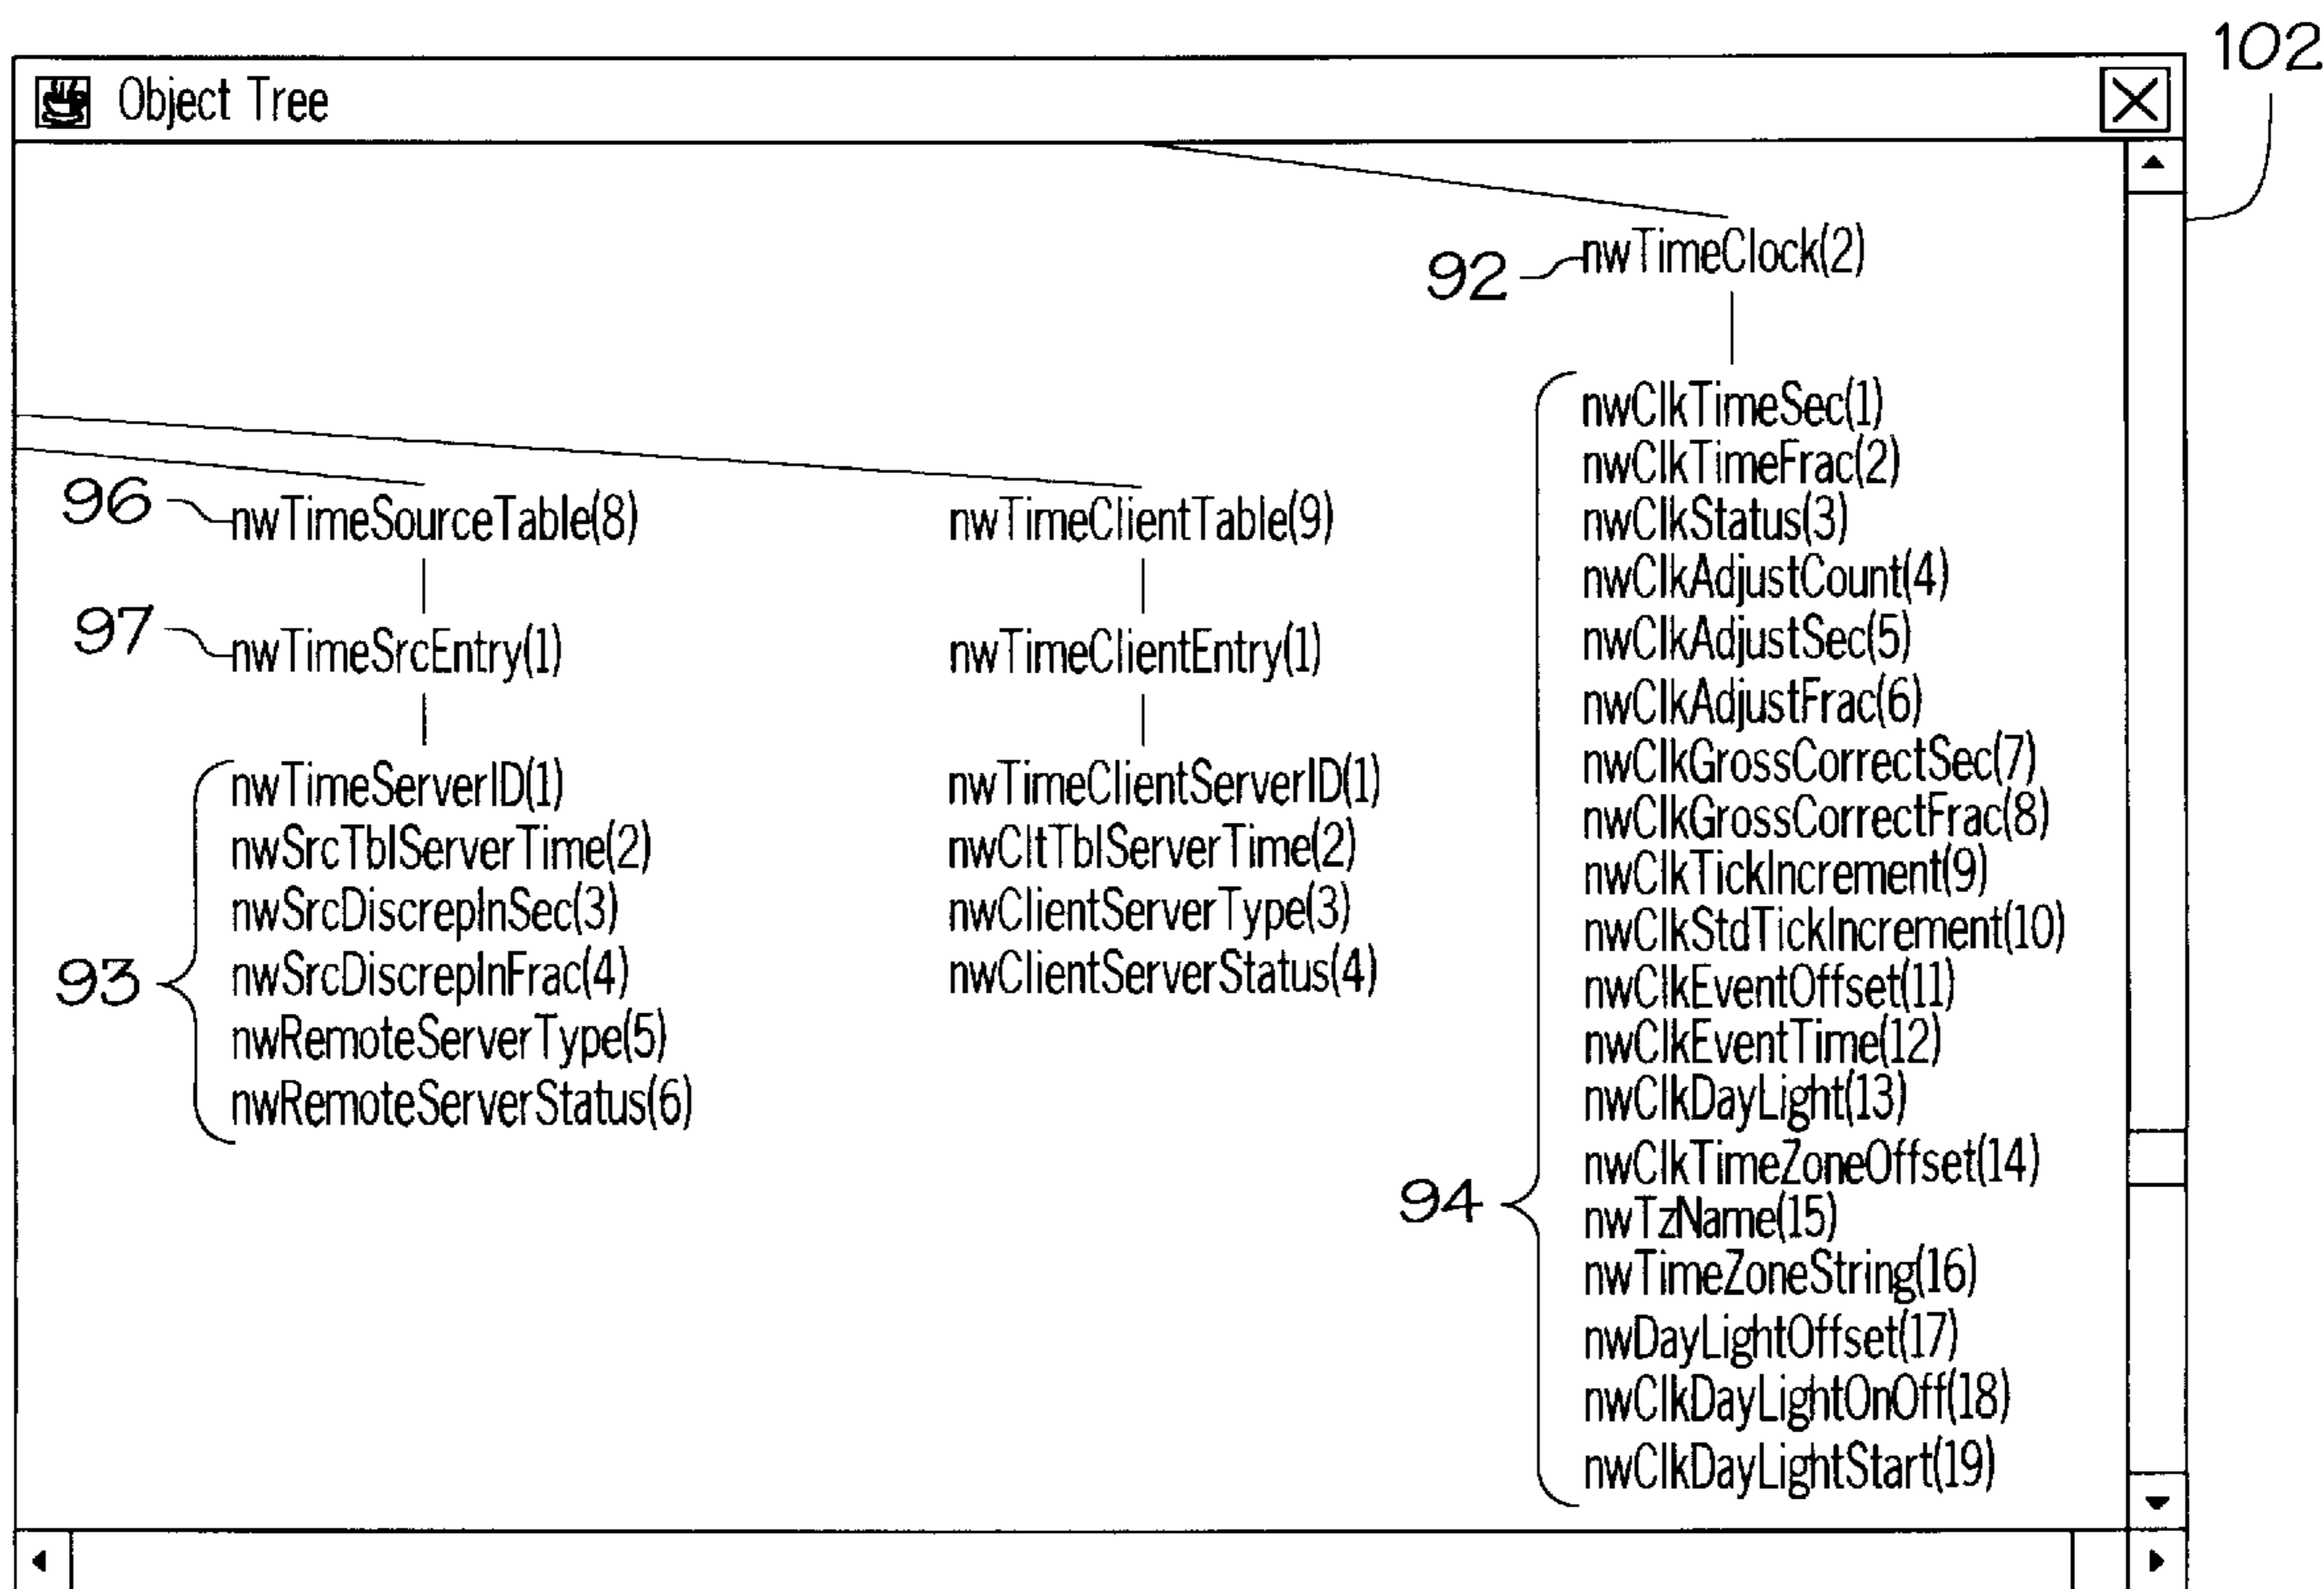 102
Object Tree
92 nwTimeClock(2)
96 nwTimeSourceTable(8)
97 nwTimeSrcEntry(1)
93
nwTimeServerID(1)
nwSrcTblServerTime(2)
nwSrcDiscrepInSec(3)
nwSrcDiscrepInFrac(4)
nwRemoteServerType(5)
nwRemoteServerStatus(6)
nwTimeClientTable(9)
nwTimeClientEntry(1)
nwTimeClientServerID(1)
nwCltTblServerTime(2)
nwClientServerType(3)
nwClientServerStatus(4)
94
nwClkTimeSec(1)
nwClkTimeFrac(2)
nwClkStatus(3)
nwClkAdjustCount(4)
nwClkAdjustSec(5)
nwClkAdjustFrac(6)
nwClkGrossCorrectSec(7)
nwClkGrossCorrectFrac(8)
nwClkTickIncrement(9)
nwClkStdTickIncrement(10)
nwClkEventOffset(11)
nwClkEventTime(12)
nwClkDayLight(13)
nwClkTimeZoneOffset(14)
nwTzName(15)
nwTimeZoneString(16)
nwDayLightOffset(17)
nwClkDayLightOnOff(18)
nwClkDayLightStart(19)